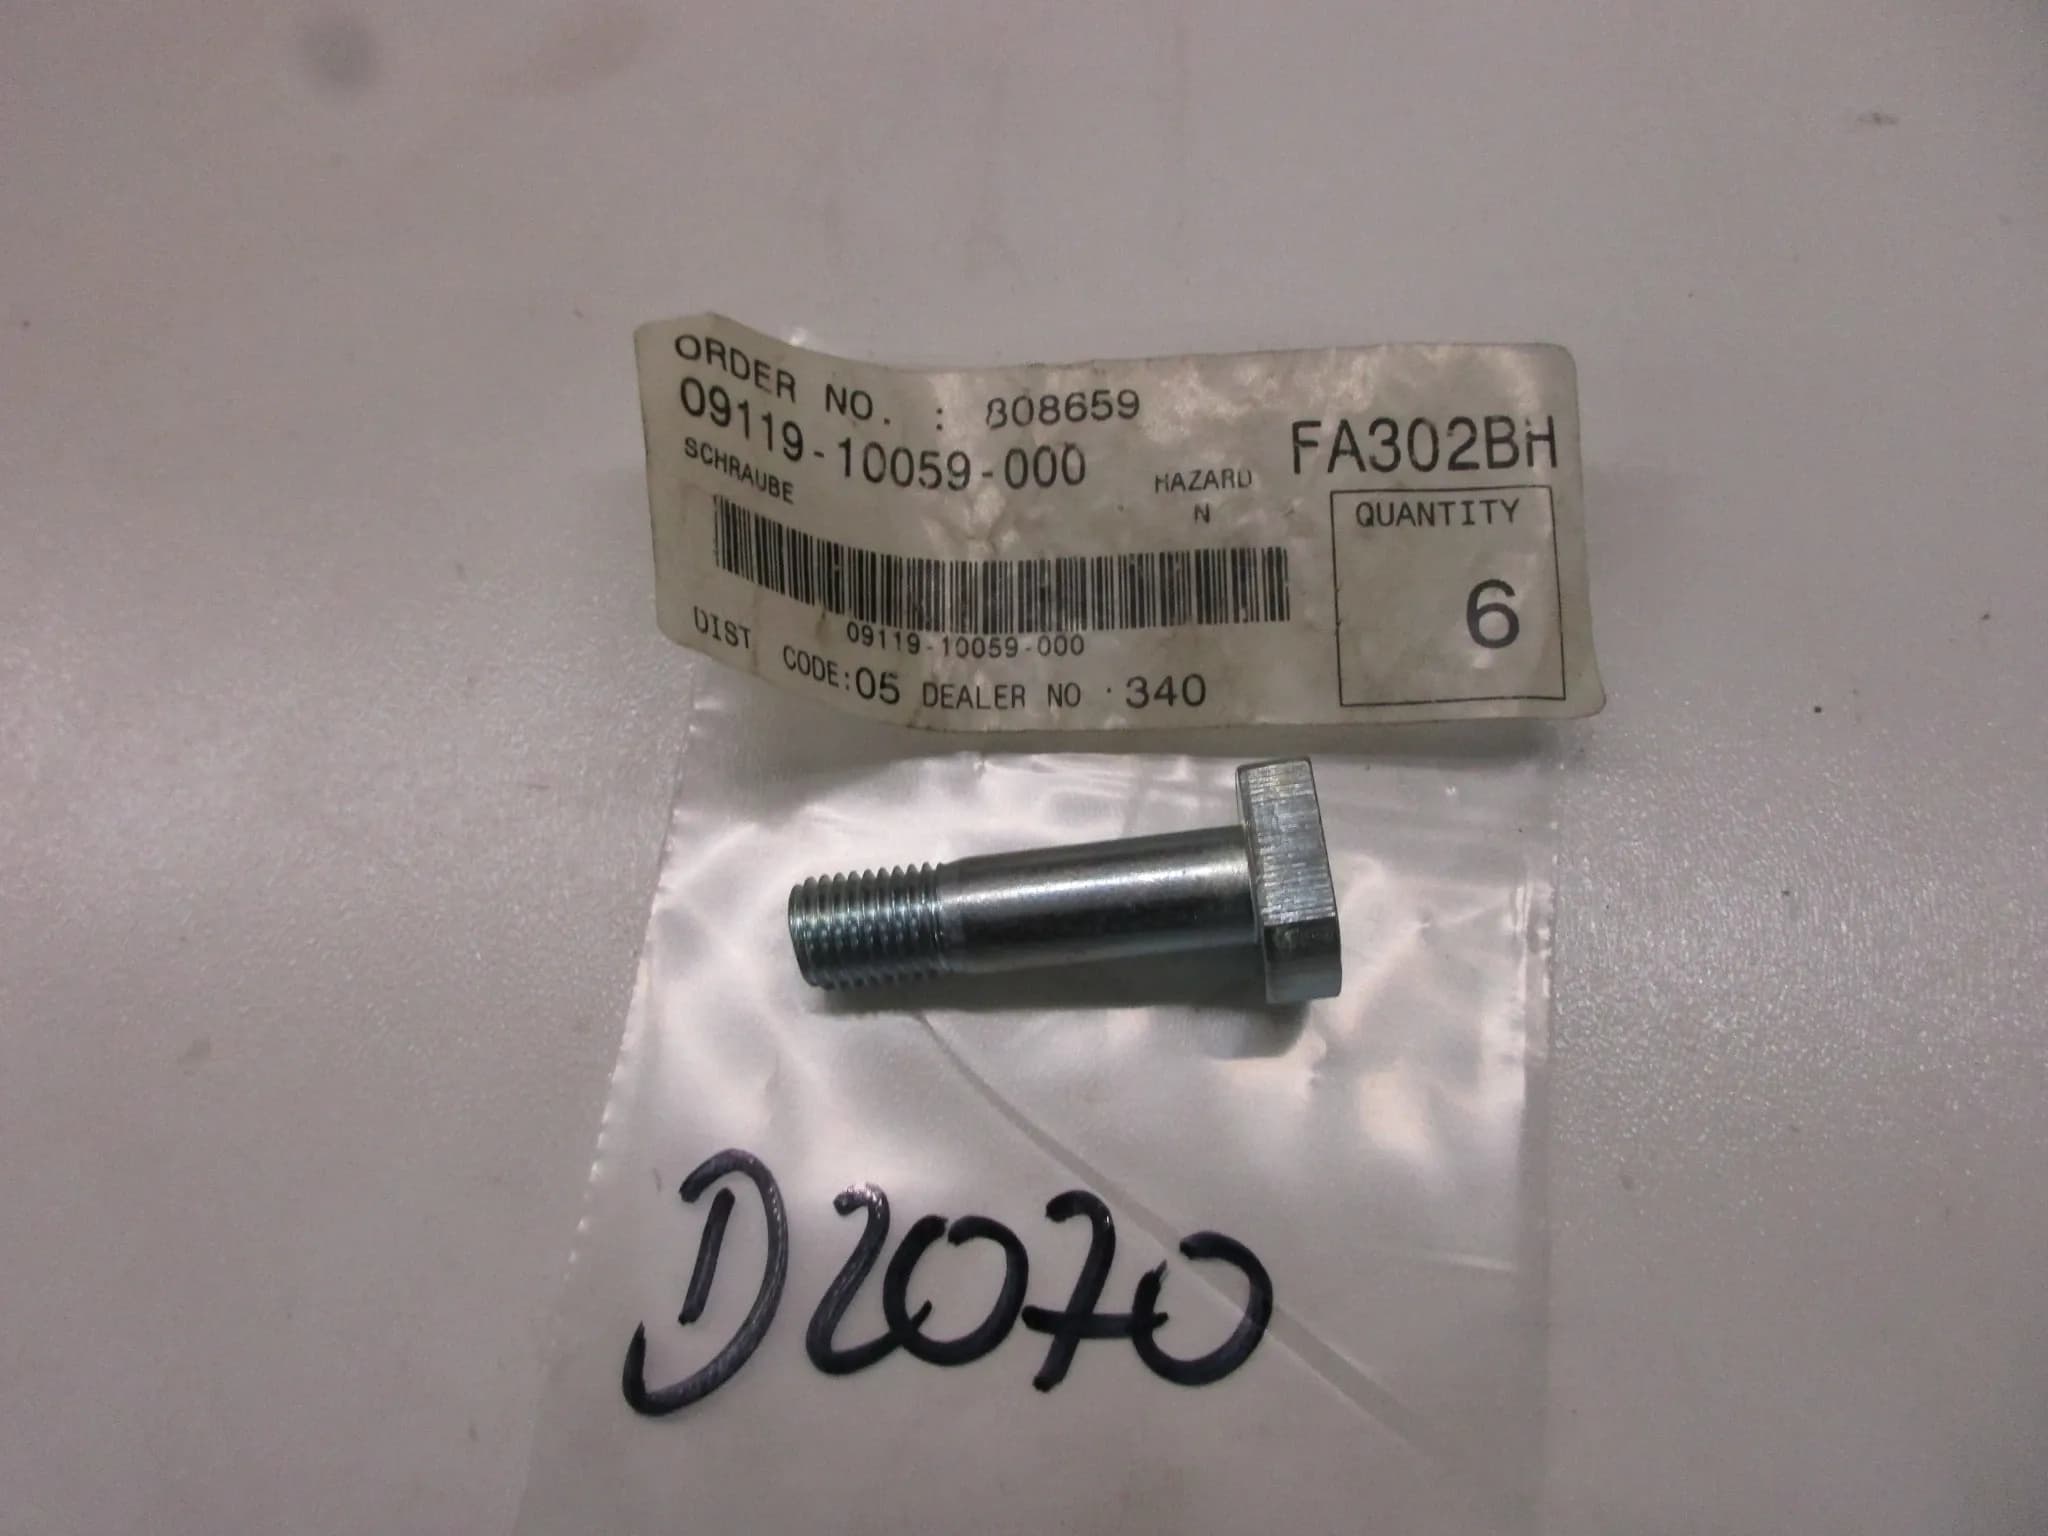 ORDER NO. : 808659
09119-10059-000
SCHRAUBE
HAZARD
N
FA302BH
QUANTITY
6
09119-10059-000
DIST CODE:05 DEALER NO : 340
D2070